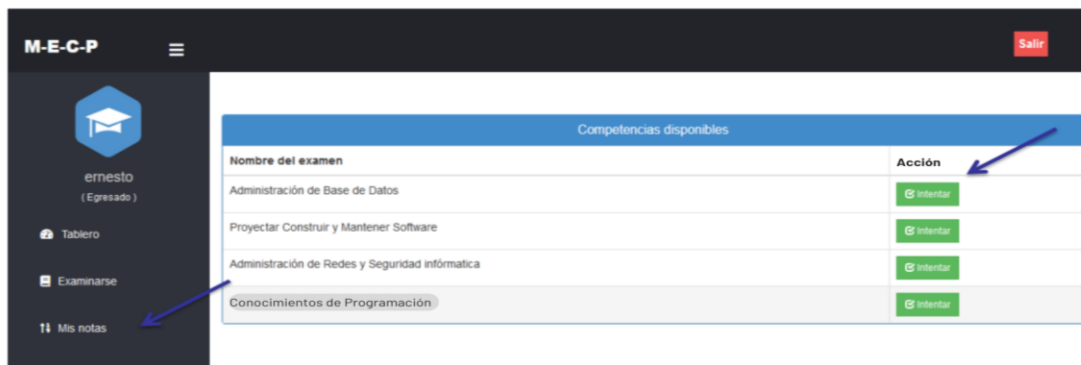 M-E-C-P
Salir
ernesto
( Egresado )
Tablero
Examinarse
Mis notas
Competencias disponibles
Nombre del examen Acción
Administración de Base de Datos Intentar
Proyectar Construir y Mantener Software Intentar
Administración de Redes y Seguridad infórmatica Intentar
Conocimientos de Programación Intentar